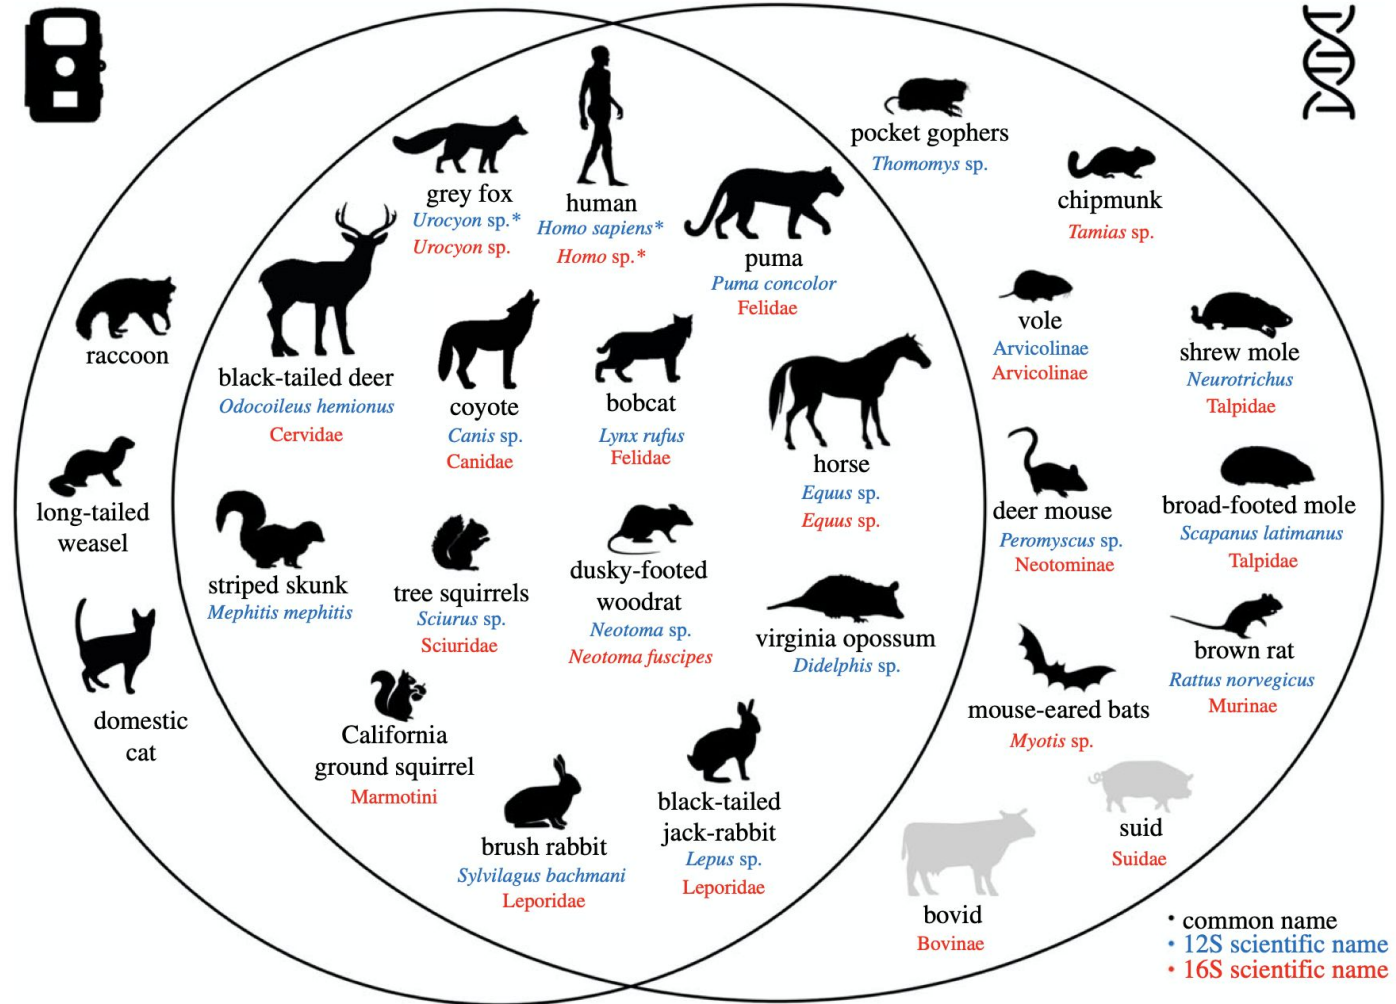 grey fox
Urocyon sp.*
Urocyon sp.
human
Homo sapiens*
Homo sp.*
puma
Puma concolor
Felidae
pocket gophers
Thomomys sp.
chipmunk
Tamias sp.
raccoon
black-tailed deer
Odocoileus hemionus
Cervidae
coyote
Canis sp.
Canidae
bobcat
Lynx rufus
Felidae
horse
Equus sp.
Equus sp.
vole
Arvicolinae
Arvicolinae
shrew mole
Neurotrichus
Talpidae
long-tailed
weasel
striped skunk
Mephitis mephitis
tree squirrels
Sciurus sp.
Sciuridae
dusky-footed
woodrat
Neotoma sp.
Neotoma fuscipes
virginia opossum
Didelphis sp.
deer mouse
Peromyscus sp.
Neotominae
broad-footed mole
Scapanus latimanus
Talpidae
domestic
cat
California
ground squirrel
Marmotini
brush rabbit
Sylvilagus bachmani
Leporidae
black-tailed
jack-rabbit
Lepus sp.
Leporidae
mouse-eared bats
Myotis sp.
brown rat
Rattus norvegicus
Murinae
suid
Suidae
bovid
Bovinae
• common name
• 12S scientific name
• 16S scientific name